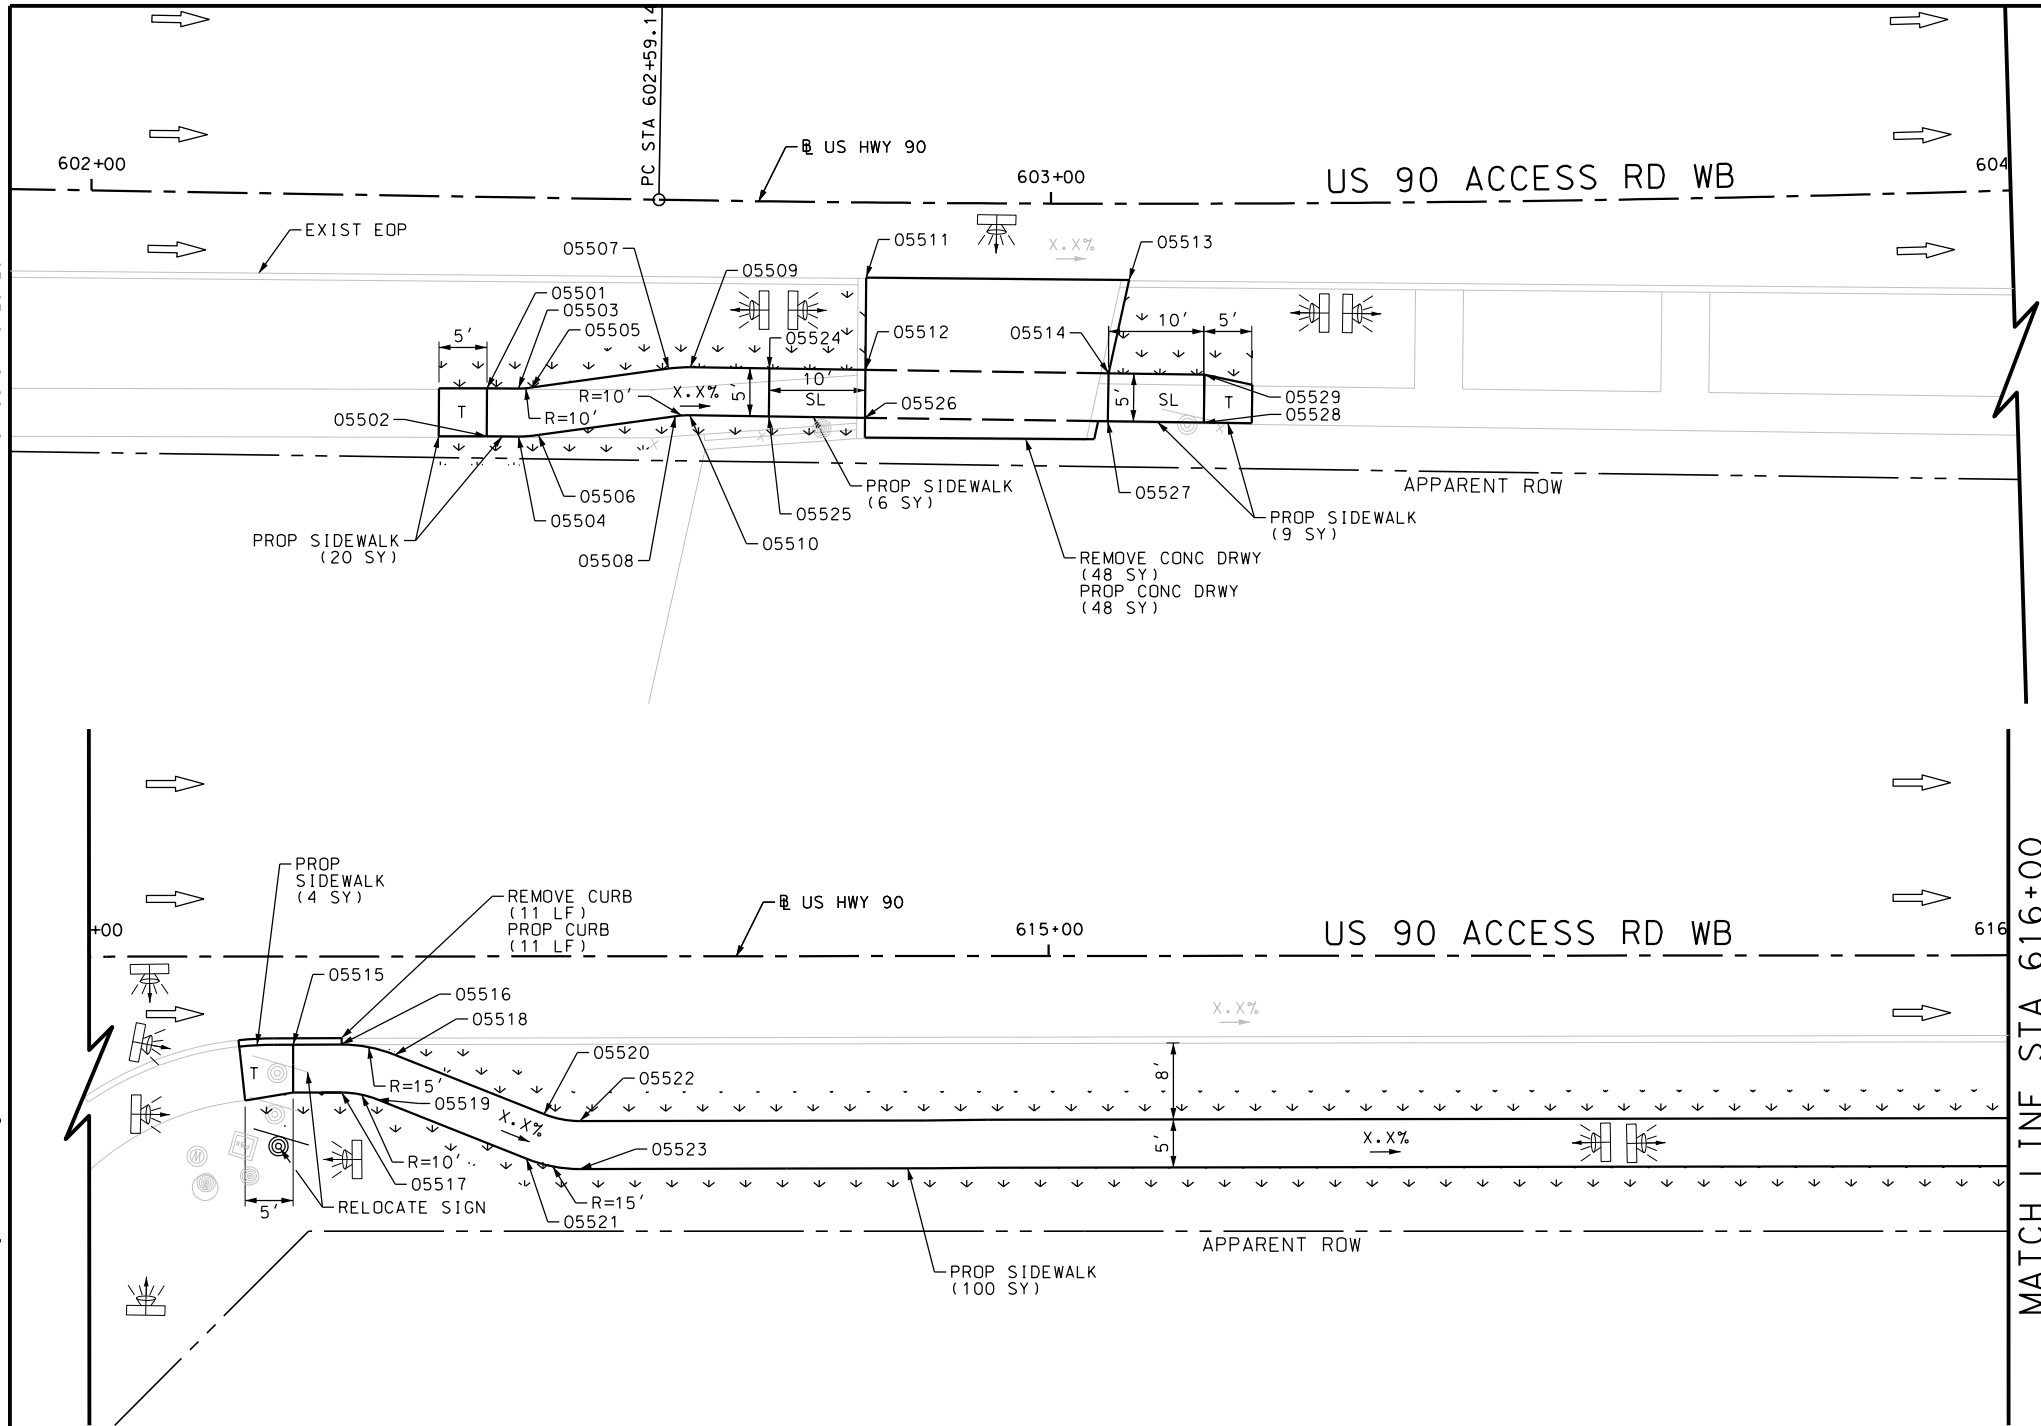 PC STA 602+59.14
602+00
B US HWY 90
603+00
US 90 ACCESS RD WB
604
EXIST EOP
05507
05511
X.X%
05513
05509
05501
05503
05505
5'
05524
05512
05514
10'
5'
10'
R=10'
X.X%
5'
SL
05526
5'
SL
T
05529
05528
T
R=10'
05502
05506
05504
PROP SIDEWALK
(6 SY)
05525
05527
APPARENT ROW
PROP SIDEWALK
(20 SY)
05508
05510
PROP SIDEWALK
(9 SY)
REMOVE CONC DRWY
(48 SY)
PROP CONC DRWY
(48 SY)
PROP
SIDEWALK
(4 SY)
REMOVE CURB
(11 LF)
PROP CURB
(11 LF)
B US HWY 90
+00
615+00
US 90 ACCESS RD WB
616
MATCH LINE STA 616+00
05515
05516
05518
X.X%
05520
05522
8'
T
R=15'
05519
X.X%
5'
X.X%
05523
R=10'
05517
R=15'
05521
5'
RELOCATE SIGN
APPARENT ROW
PROP SIDEWALK
(100 SY)